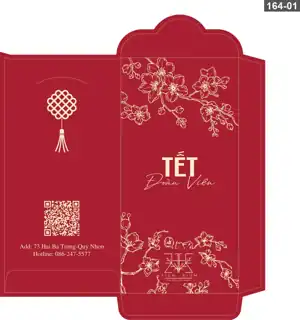 164-01
TẾT
Đoàn Viên
Add: 73 Hai Bà Trưng-Quy Nhơn
Hotline: 086-247-5577